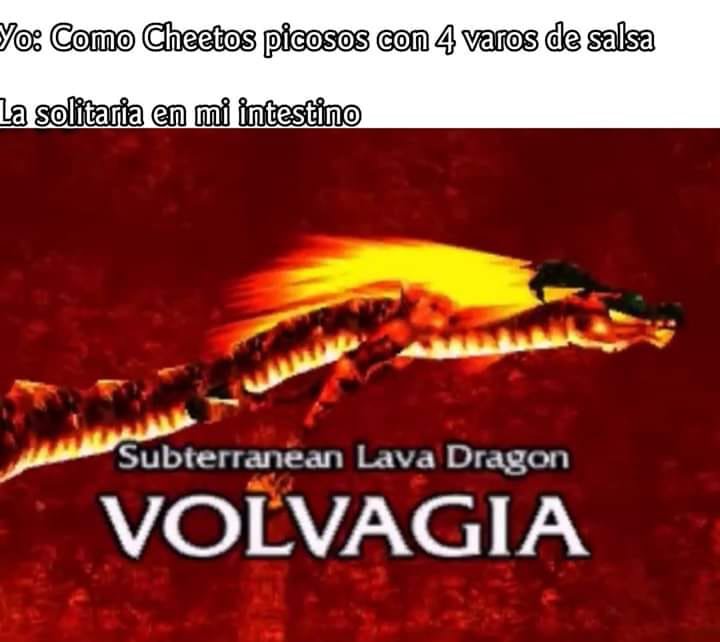 Yo: Como Cheetos picosos con 4 varos de salsa
La solitaria en mi intestino
Subterranean Lava Dragon
VOLVAGIA